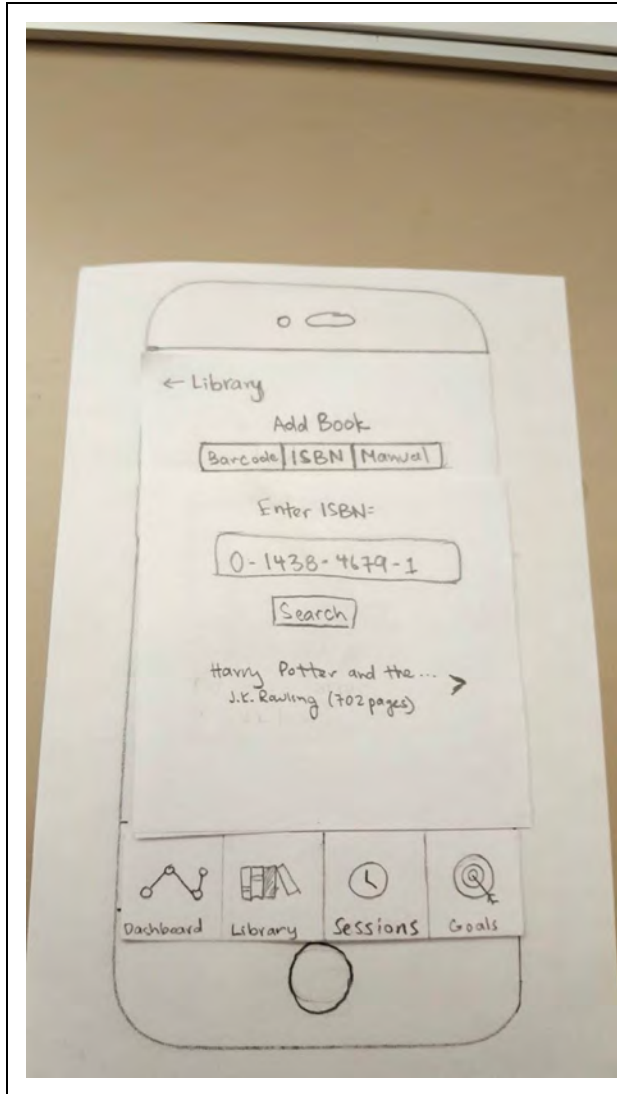 ← Library
Add Book
Barcode ISBN Manual
Enter ISBN:
0-1438-4679-1
Search
Harry Potter and the... >
J.K. Rowling (702 pages)
Dashboard Library Sessions Goals